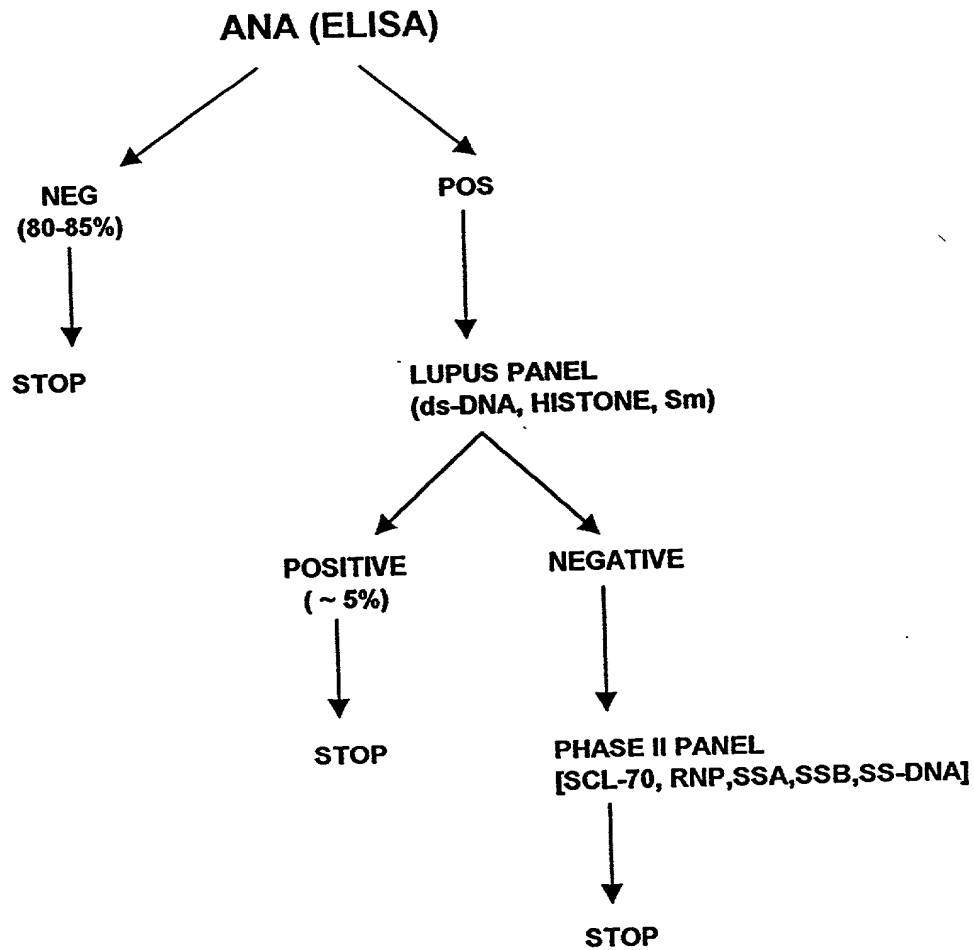 ANA (ELISA)
NEG
(80-85%)
POS
STOP
LUPUS PANEL
(ds-DNA, HISTONE, Sm)
POSITIVE
( ~ 5%)
NEGATIVE
STOP
PHASE II PANEL
[SCL-70, RNP,SSA,SSB,SS-DNA]
STOP